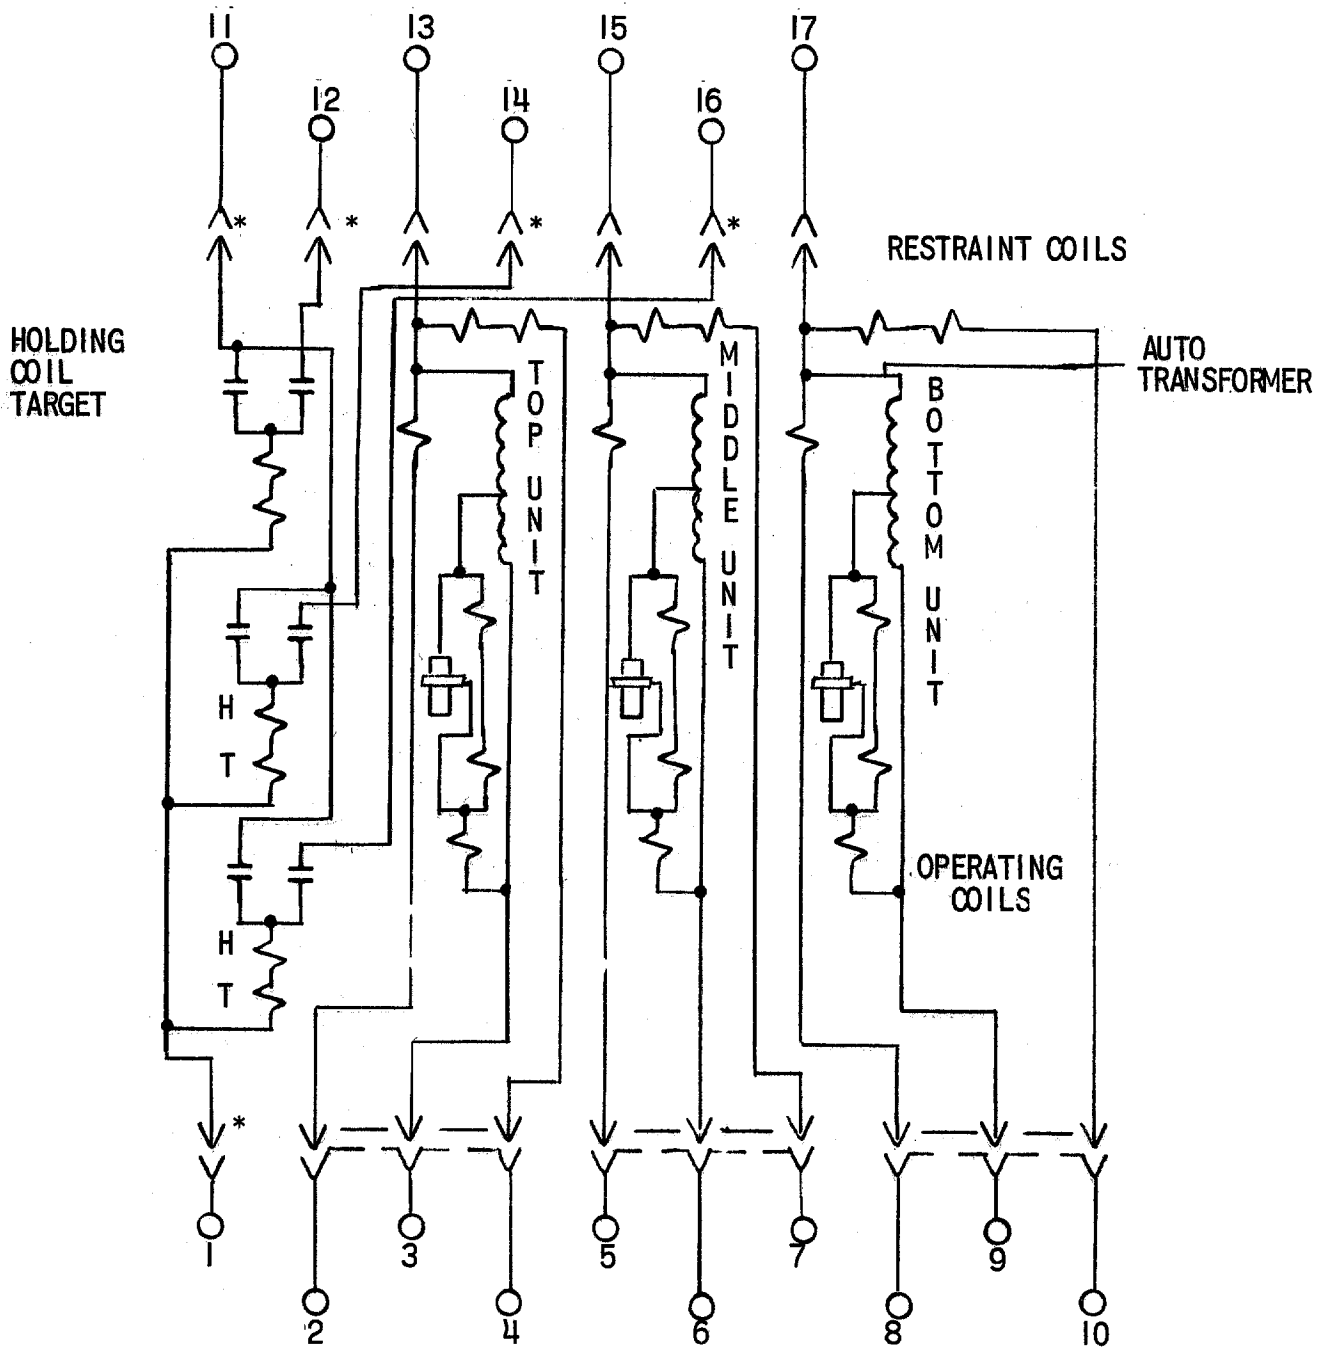 11
13
15
17
12
14
16
*
*
*
*
RESTRAINT COILS
HOLDING
COIL
TARGET
AUTO
TRANSFORMER
TOP UNIT
MIDDLE UNIT
BOTTOM UNIT
H
T
OPERATING
COILS
H
T
*
1
3
5
7
9
2
4
6
8
10